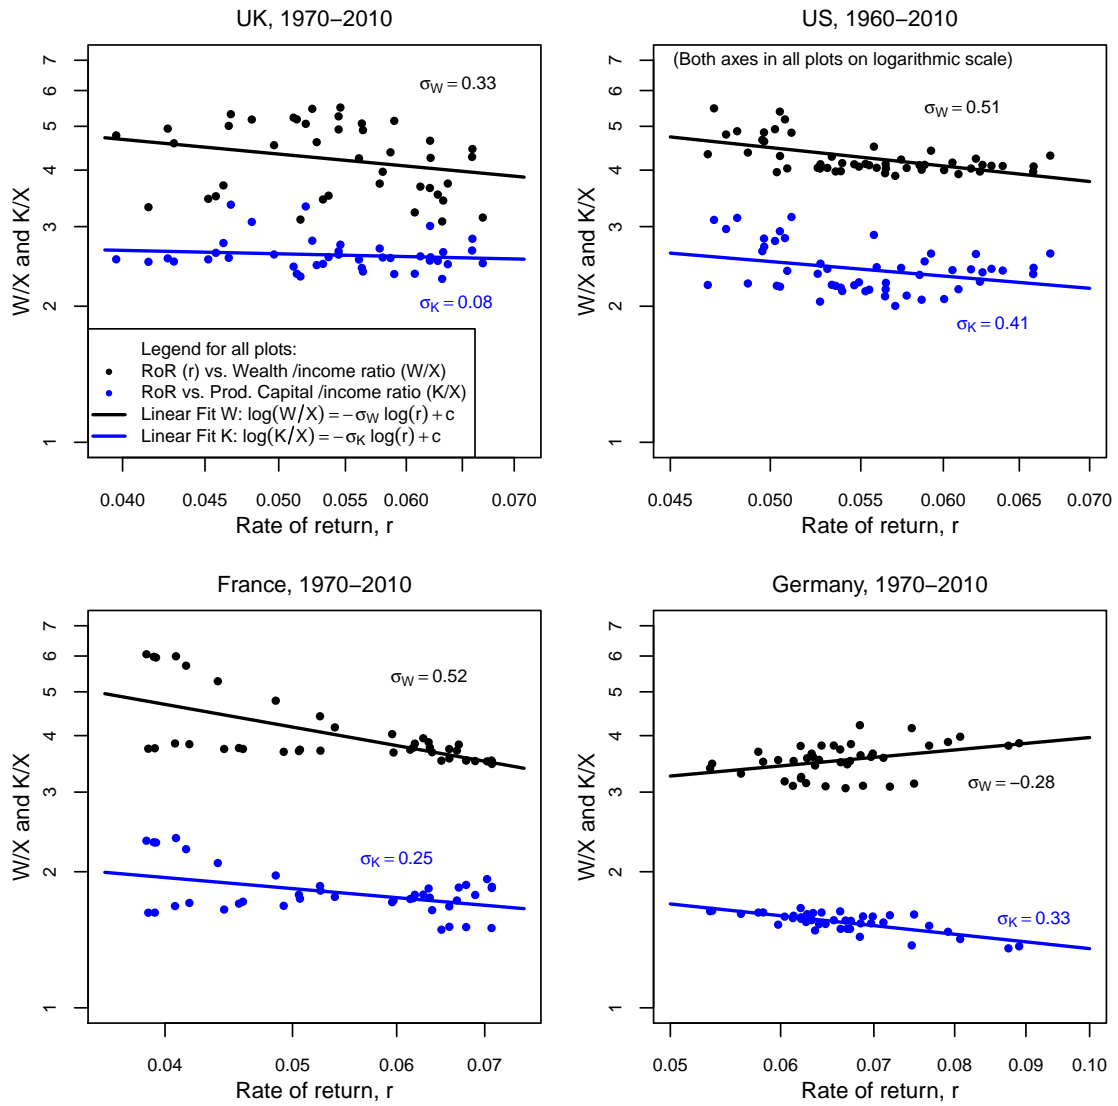 UK, 1970−2010
W/X and K/X
7
6
5
4
3
2
1
σW = 0.33
σK = 0.08
Legend for all plots:
RoR (r) vs. Wealth /income ratio (W/X)
RoR vs. Prod. Capital /income ratio (K/X)
Linear Fit W: log(W/X) = −σW log(r) + c
Linear Fit K: log(K/X) = −σK log(r) + c
0.040 0.045 0.050 0.055 0.060 0.070
Rate of return, r
US, 1960−2010
W/X and K/X
7
6
5
4
3
2
1
(Both axes in all plots on logarithmic scale)
σW = 0.51
σK = 0.41
0.045 0.050 0.055 0.060 0.065 0.070
Rate of return, r
France, 1970−2010
W/X and K/X
7
6
5
4
3
2
1
σW = 0.52
σK = 0.25
0.04 0.05 0.06 0.07
Rate of return, r
Germany, 1970−2010
W/X and K/X
7
6
5
4
3
2
1
σW = −0.28
σK = 0.33
0.05 0.06 0.07 0.08 0.09 0.10
Rate of return, r